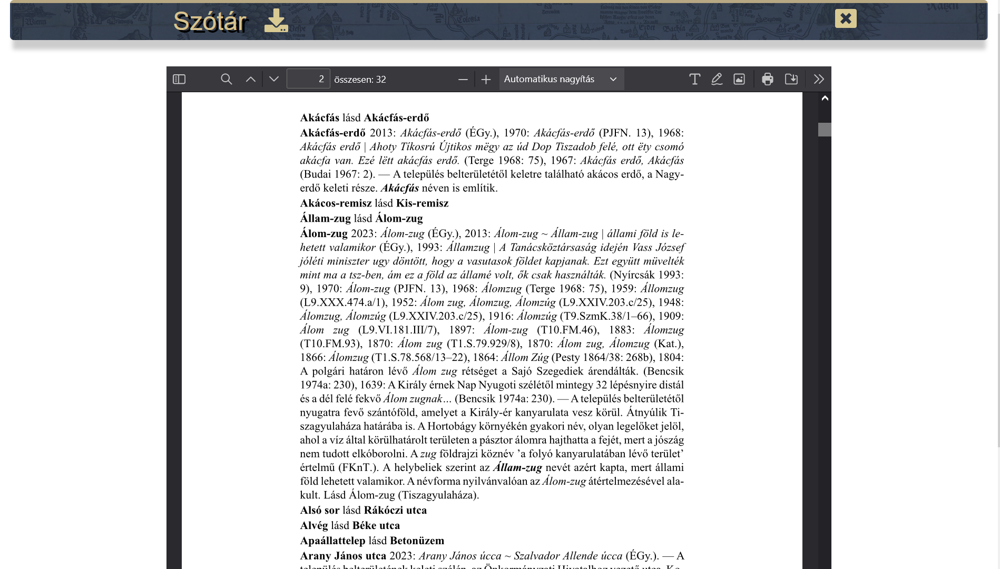 Szótár
2 összesen: 32
Automatikus nagyítás
Akácfás lásd Akácfás-erdő
Akácfás-erdő 2013: Akácfás-erdő (ÉGy.), 1970: Akácfás-erdő (PJFN. 13), 1968:
Akácfás erdő | Ahoty Tíkosrú Újtikos mëgy az úd Dop Tiszadob felé, ott ëty csomó
akácfa van. Ezé lëtt akácfás erdő. (Terge 1968: 75), 1967: Akácfás erdő, Akácfás
(Budai 1967: 2). — A település belterületétől keletre található akácos erdő, a Nagy-
erdő keleti része. Akácfás néven is említik.
Akácos-remisz lásd Kis-remisz
Állam-zug lásd Álom-zug
Álom-zug 2023: Álom-zug (ÉGy.), 2013: Álom-zug ~ Állam-zug | állami föld is le-
hetett valamikor (ÉGy.), 1993: Államzug | A Tanácsköztársaság idején Vass József
jóléti miniszter ugy döntött, hogy a vasutasok földet kapjanak. Ezt együtt müvelték
mint ma a tsz-ben, ám ez a föld az államé volt, ők csak használták. (Nyírcsák 1993:
9), 1970: Álom-zug (PJFN. 13), 1968: Álomzug (Terge 1968: 75), 1959: Állomzug
(L9.XXX.474.a/1), 1952: Álom zug, Álomzug, Álomzúg (L9.XXIV.203.c/25), 1948:
Álomzug, Álomzúg (L9.XXIV.203.c/25), 1916: Álomzúg (T9.SzmK.38/1–66), 1909:
Álom zug (L9.VI.181.III/7), 1897: Álom-zug (T10.FM.46), 1883: Álomzug
(T10.FM.93), 1870: Álom zug (T1.S.79.929/8), 1870: Álom zug, Álomzug (Kat.),
1866: Álomzug (T1.S.78.568/13–22), 1864: Állom Zúg (Pesty 1864/38: 268b), 1804:
A polgári határon lévő Álom zug rétséget a Sajó Szegediek árendálták. (Bencsik
1974a: 230), 1639: A Király érnek Nap Nyugoti szélétől mintegy 32 lépésnyire distál
és a dél felé fekvő Álom zugnak… (Bencsik 1974a: 230). — A település belterületétől
nyugatra fevő szántóföld, amelyet a Király-ér kanyarulata vesz körül. Átnyúlik Ti-
szagyulaháza határába is. A Hortobágy környékén gyakori név, olyan legelőket jelöl,
ahol a víz által körülhatárolt területen a pásztor álomra hajthatta a fejét, mert a jószág
nem tudott elkóborolni. A zug földrajzi köznév ’a folyó kanyarulatában lévő terület’
értelmű (FKnT.). A helybeliek szerint az Állam-zug nevét azért kapta, mert állami
föld lehetett valamikor. A névforma nyilvánvalóan az Álom-zug átértelmezésével ala-
kult. Lásd Álom-zug (Tiszagyulaháza).
Alsó sor lásd Rákóczi utca
Alvég lásd Béke utca
Apaállattelep lásd Betonüzem
Arany János utca 2023: Arany János úcca ~ Szalvador Allende úcca (ÉGy.). — A
település belterületének keleti szélén, az Önkormányzati Hivatalhoz vezető utca. Ko-